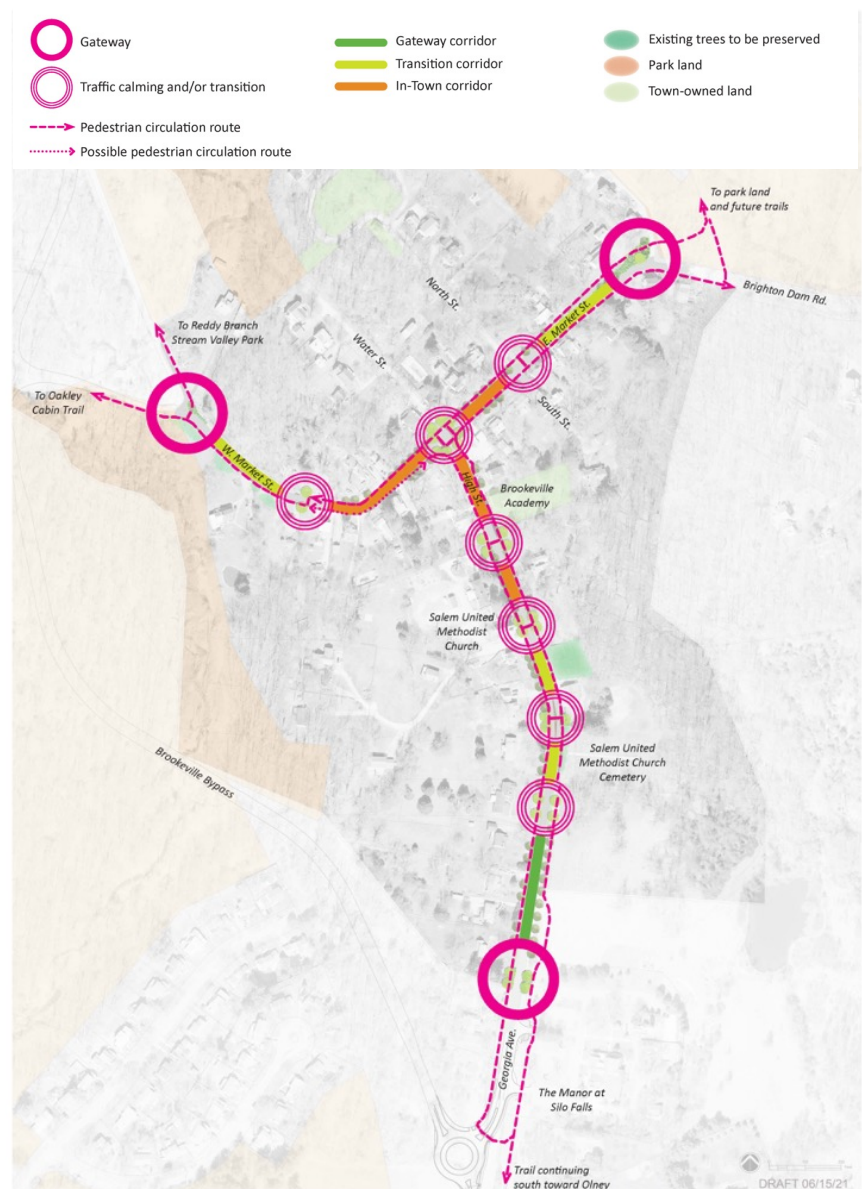 Gateway
Traffic calming and/or transition
Pedestrian circulation route
Possible pedestrian circulation route
Gateway corridor
Transition corridor
In-Town corridor
Existing trees to be preserved
Park land
Town-owned land
To park land
and future trails
Brighton Dam Rd.
North St.
E. Market St.
To Reddy Branch
Stream Valley Park
Water St.
To Oakley
Cabin Trail
South St.
W. Market St.
High St.
Brookeville
Academy
Salem United
Methodist
Church
Salem United
Methodist Church
Cemetery
Brookeville Bypass
Georgia Ave.
The Manor at
Silo Falls
Trail continuing
south toward Olney
DRAFT 06/15/21